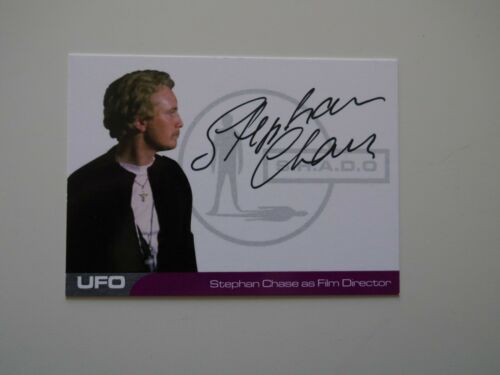 Stephan
Chase
S.H.A.D.O
UFO
Stephan Chase as Film Director